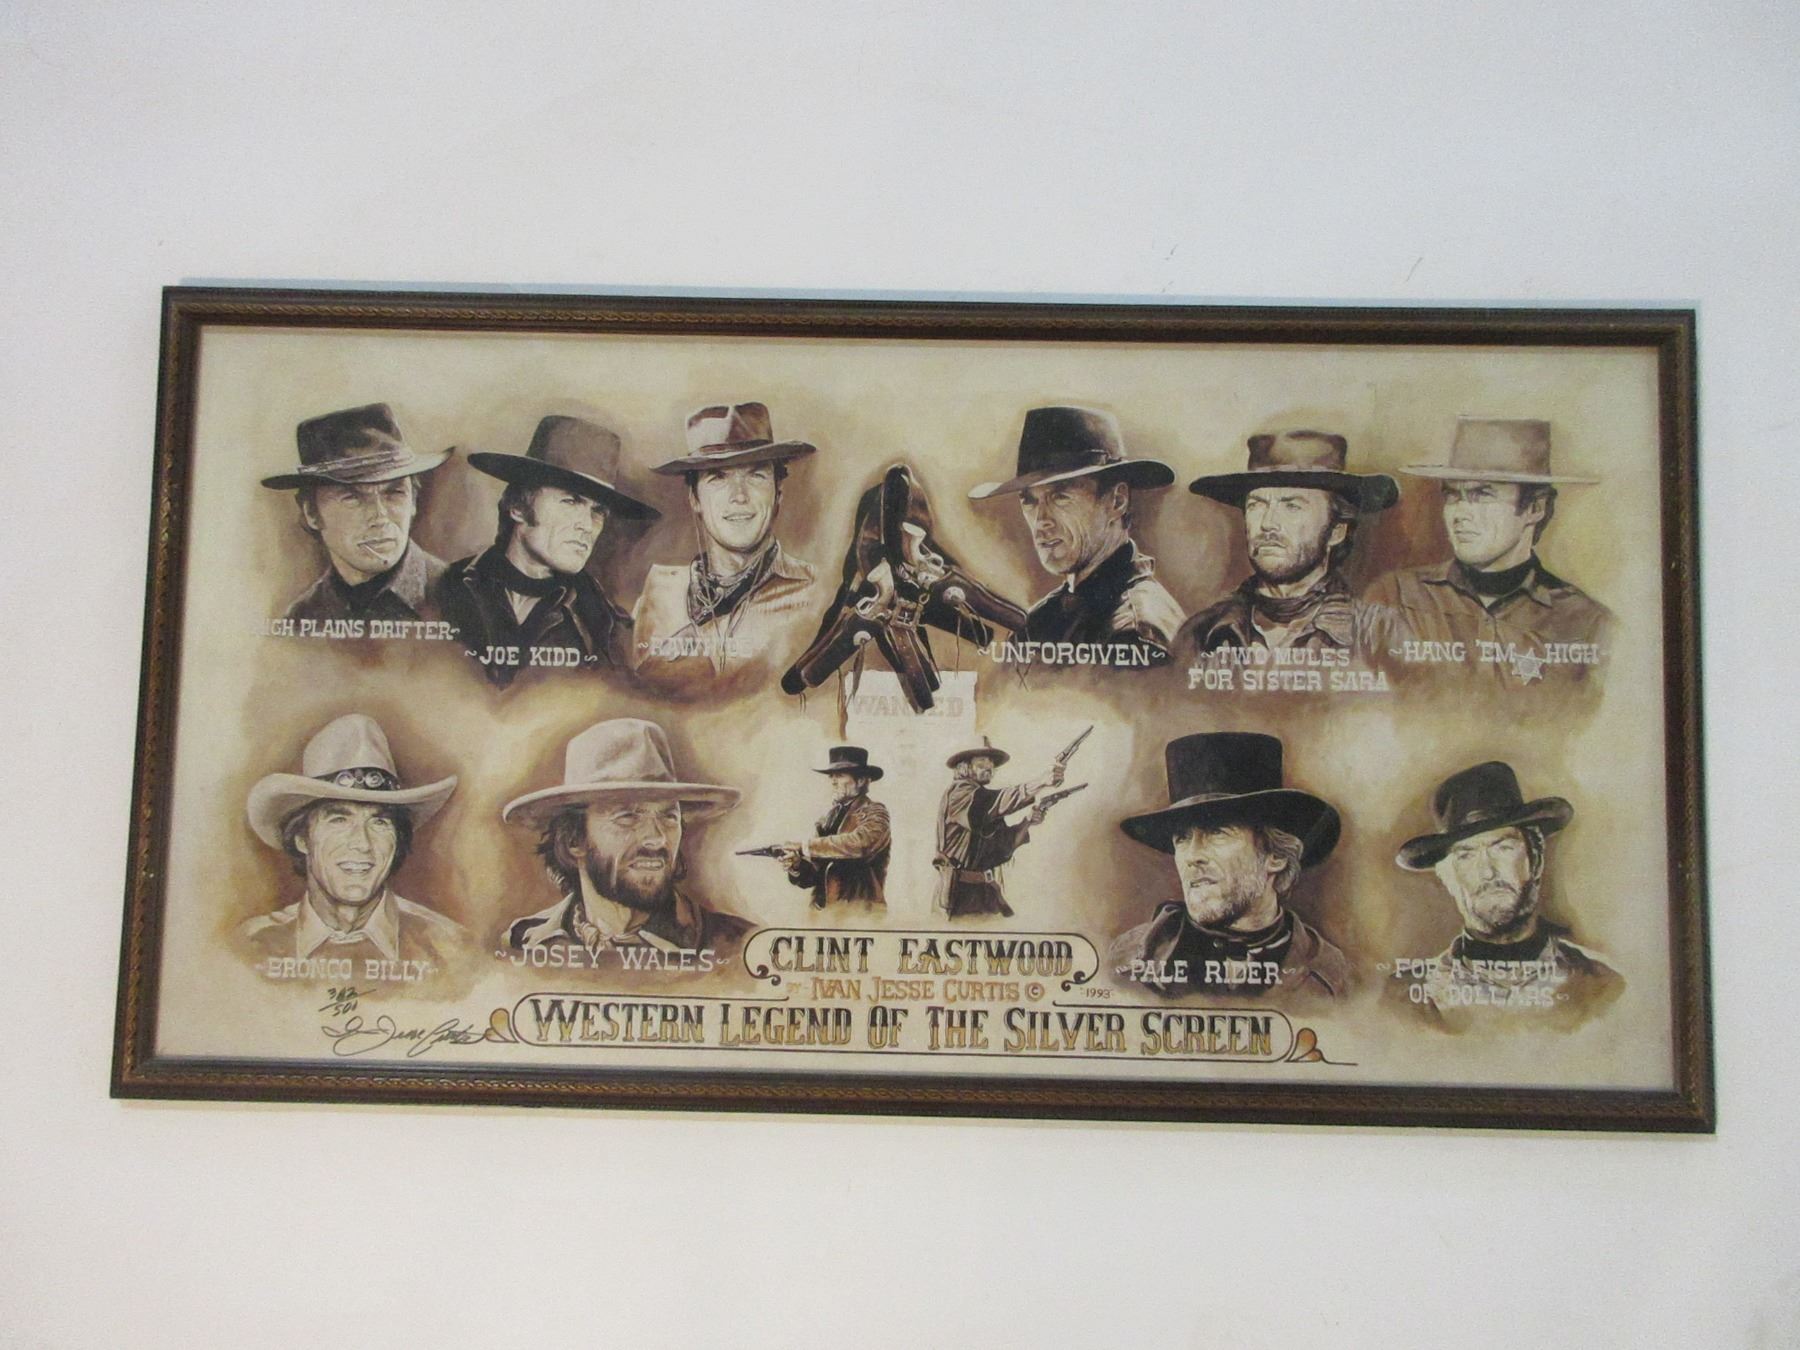 HIGH PLAINS DRIFTER
JOE KIDD
RAWHIDE
UNFORGIVEN
TWO MULES
FOR SISTER SARA
HANG 'EM HIGH
WANTED
BRONCO BILLY
JOSEY WALES
PALE RIDER
FOR A FISTFUL
OF DOLLARS
CLINT EASTWOOD
BY IVAN JESSE CURTIS © 1993
WESTERN LEGEND OF THE SILVER SCREEN